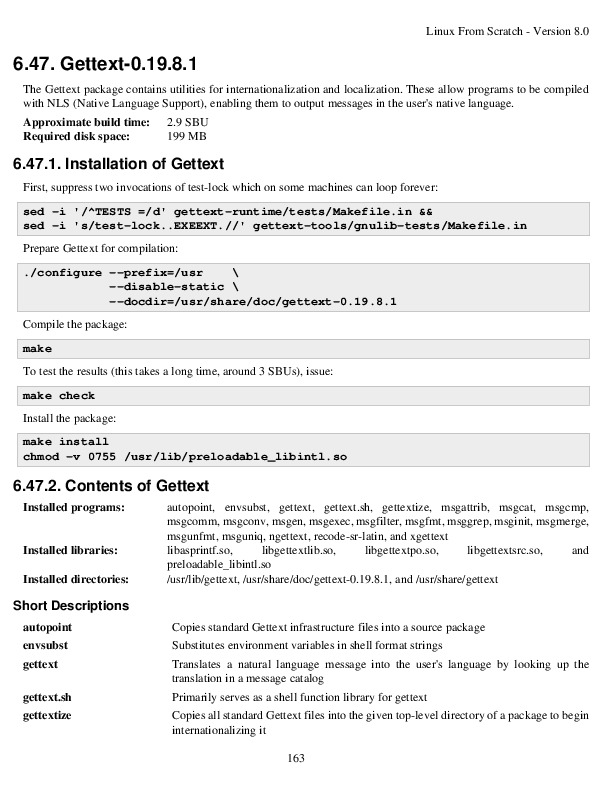 Linux From Scratch - Version 8.0
6.47. Gettext-0.19.8.1
The Gettext package contains utilities for internationalization and localization. These allow programs to be compiled
with NLS (Native Language Support), enabling them to output messages in the user's native language.
Approximate build time: 2.9 SBU
Required disk space: 199 MB
6.47.1. Installation of Gettext
First, suppress two invocations of test-lock which on some machines can loop forever:
sed -i '/^TESTS =/d' gettext-runtime/tests/Makefile.in &&
sed -i 's/test-lock..EXEEXT.//' gettext-tools/gnulib-tests/Makefile.in
Prepare Gettext for compilation:
./configure --prefix=/usr    \
            --disable-static \
            --docdir=/usr/share/doc/gettext-0.19.8.1
Compile the package:
make
To test the results (this takes a long time, around 3 SBUs), issue:
make check
Install the package:
make install
chmod -v 0755 /usr/lib/preloadable_libintl.so
6.47.2. Contents of Gettext
Installed programs: autopoint, envsubst, gettext, gettext.sh, gettextize, msgattrib, msgcat, msgcmp,
msgcomm, msgconv, msgen, msgexec, msgfilter, msgfmt, msggrep, msginit, msgmerge,
msgunfmt, msguniq, ngettext, recode-sr-latin, and xgettext
Installed libraries: libasprintf.so, libgettextlib.so, libgettextpo.so, libgettextsrc.so, and
preloadable_libintl.so
Installed directories: /usr/lib/gettext, /usr/share/doc/gettext-0.19.8.1, and /usr/share/gettext
Short Descriptions
autopoint Copies standard Gettext infrastructure files into a source package
envsubst Substitutes environment variables in shell format strings
gettext Translates a natural language message into the user's language by looking up the
translation in a message catalog
gettext.sh Primarily serves as a shell function library for gettext
gettextize Copies all standard Gettext files into the given top-level directory of a package to begin
internationalizing it
163